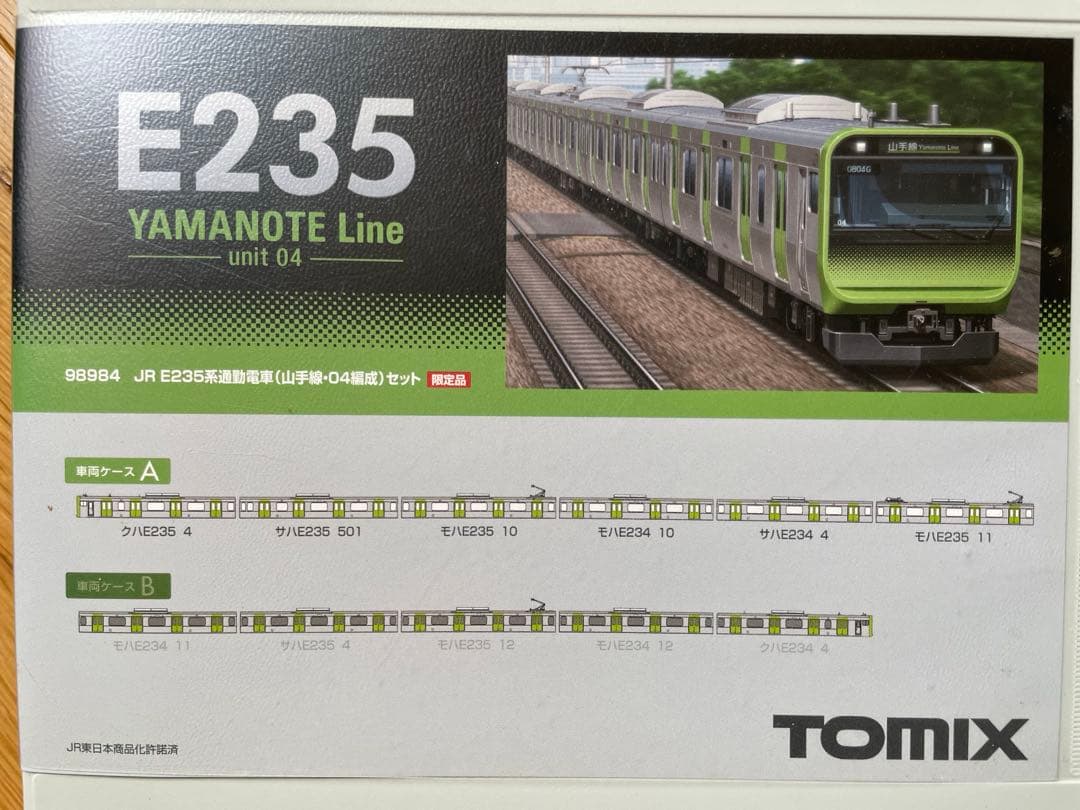 E235
YAMANOTE Line
unit 04
山手線 Yamanote Line
0804G
04
98984 JR E235系通勤電車(山手線・04編成)セット 限定品
車両ケース A
クハE235 4 サハE235 501 モハE235 10 モハE234 10 サハE234 4 モハE235 11
車両ケース B
モハE234 11 サハE235 4 モハE235 12 モハE234 12 クハE234 4
JR東日本商品化許諾済
TOMIX